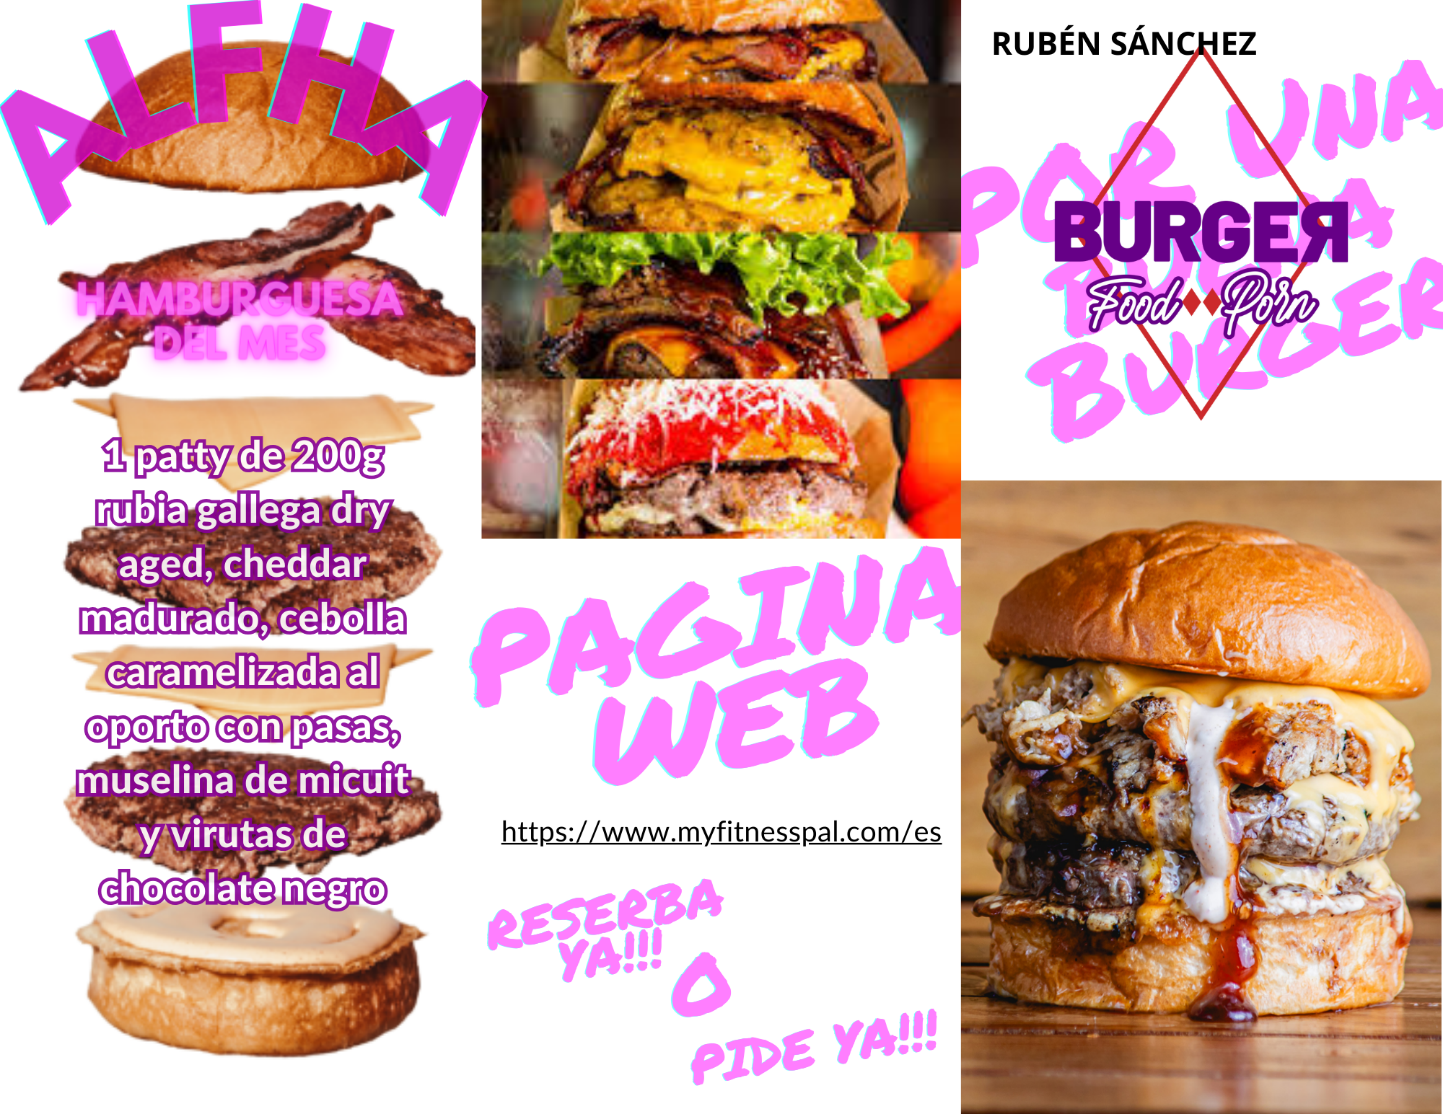 ALFHA
HAMBURGUESA
DEL MES
1 patty de 200g
rubia gallega dry
aged, cheddar
madurado, cebolla
caramelizada al
oporto con pasas,
muselina de micuit
y virutas de
chocolate negro
PAGINA
WEB
https://www.myfitnesspal.com/es
RESERBA
YA!!!
O
PIDE YA!!!
RUBÉN SÁNCHEZ
POR UNA
BUENA
BURGER
BURGEЯ
Food Porn